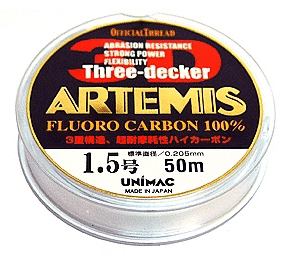 OFFICIAL THREAD
3D
ABRASION RESISTANCE
STRONG POWER
FLEXIBILITY
Three-decker
ARTEMIS
FLUORO CARBON 100%
3重構造、超耐摩耗性ハイカーボン
標準直径/0.205mm
1.5号 50m
UNIMAC
MADE IN JAPAN